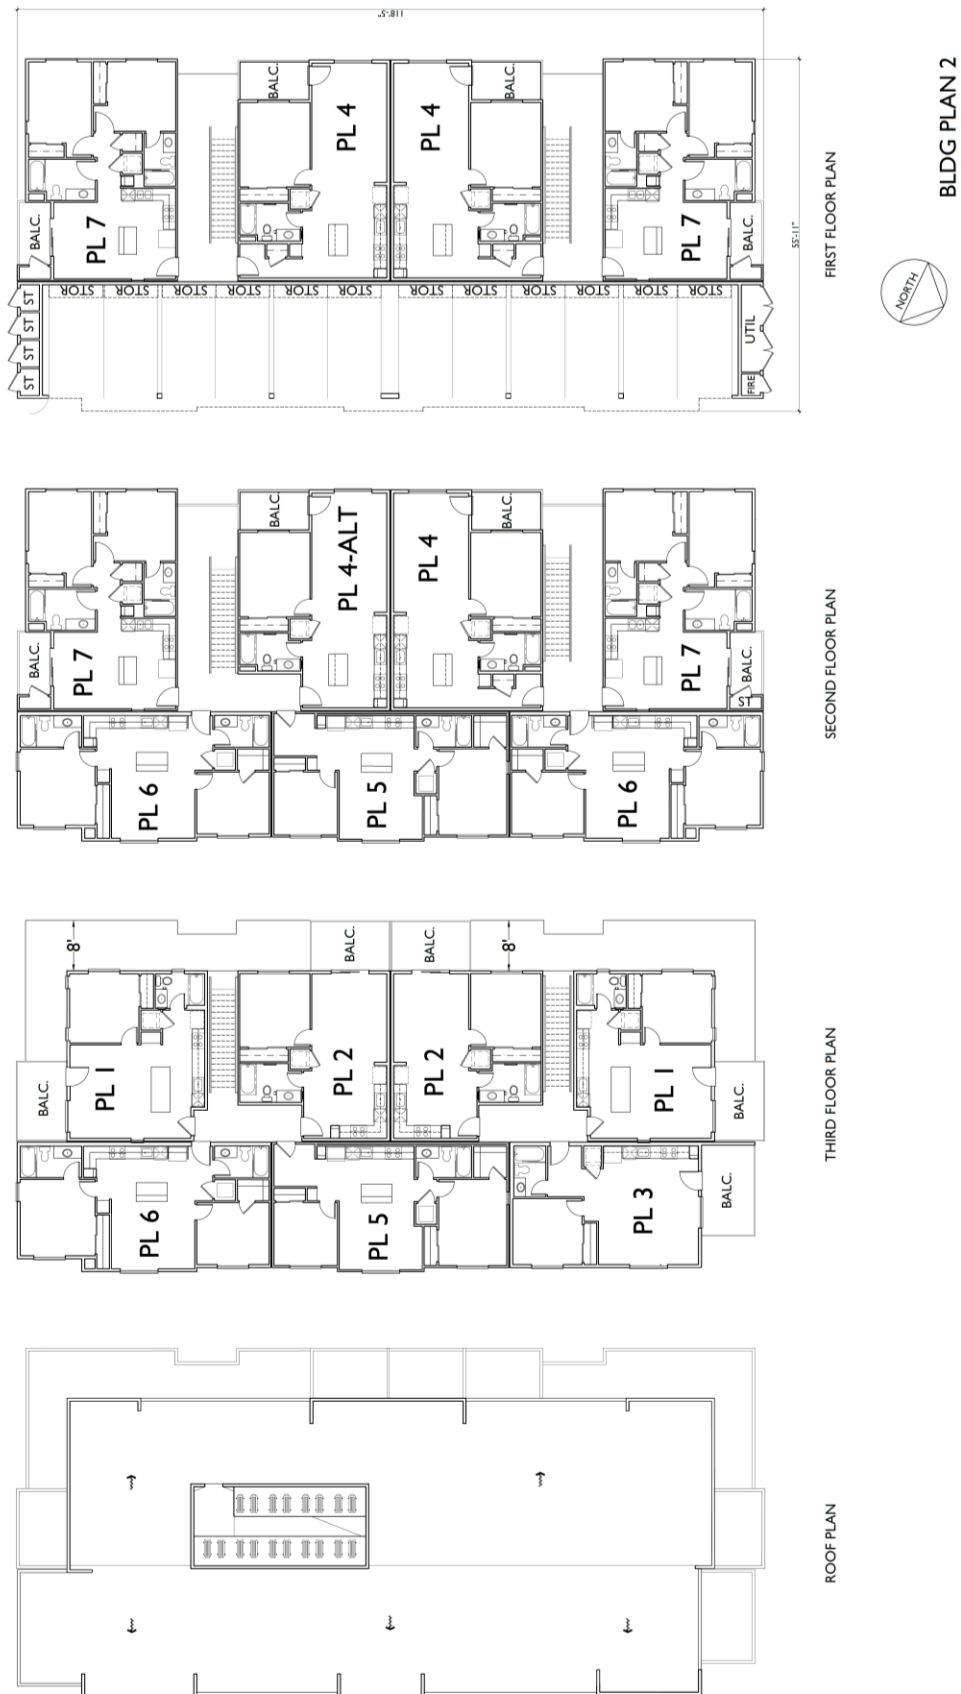 118'-5"
BALC.
BALC.
PL 4
PL 4
BALC.
PL 7
PL 7
BALC.
55'-11"
ST
ST
ST
ST
STOR
STOR
STOR
STOR
STOR
STOR
STOR
STOR
STOR
STOR
STOR
STOR
UTIL
FIRE
FIRST FLOOR PLAN
BLDG PLAN 2
NORTH
BALC.
BALC.
PL 4-ALT
PL 4
BALC.
PL 7
PL 7
BALC.
ST
PL 6
PL 5
PL 6
SECOND FLOOR PLAN
8'
BALC.
BALC.
8'
BALC.
PL 1
PL 2
PL 2
PL 1
BALC.
PL 6
PL 5
PL 3
BALC.
THIRD FLOOR PLAN
ROOF PLAN